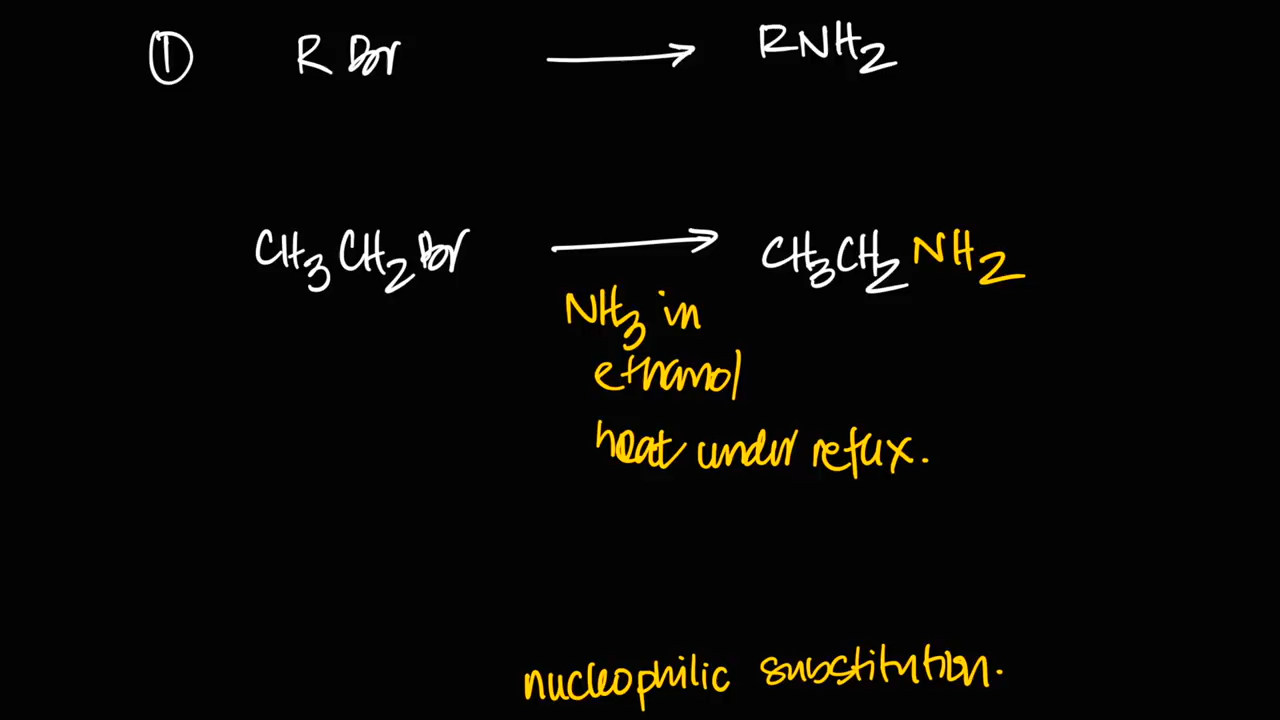 ① R Br → RNH₂
CH₃CH₂Br → CH₃CH₂NH₂
NH₃ in
ethanol
heat under reflux.
nucleophilic substitution.